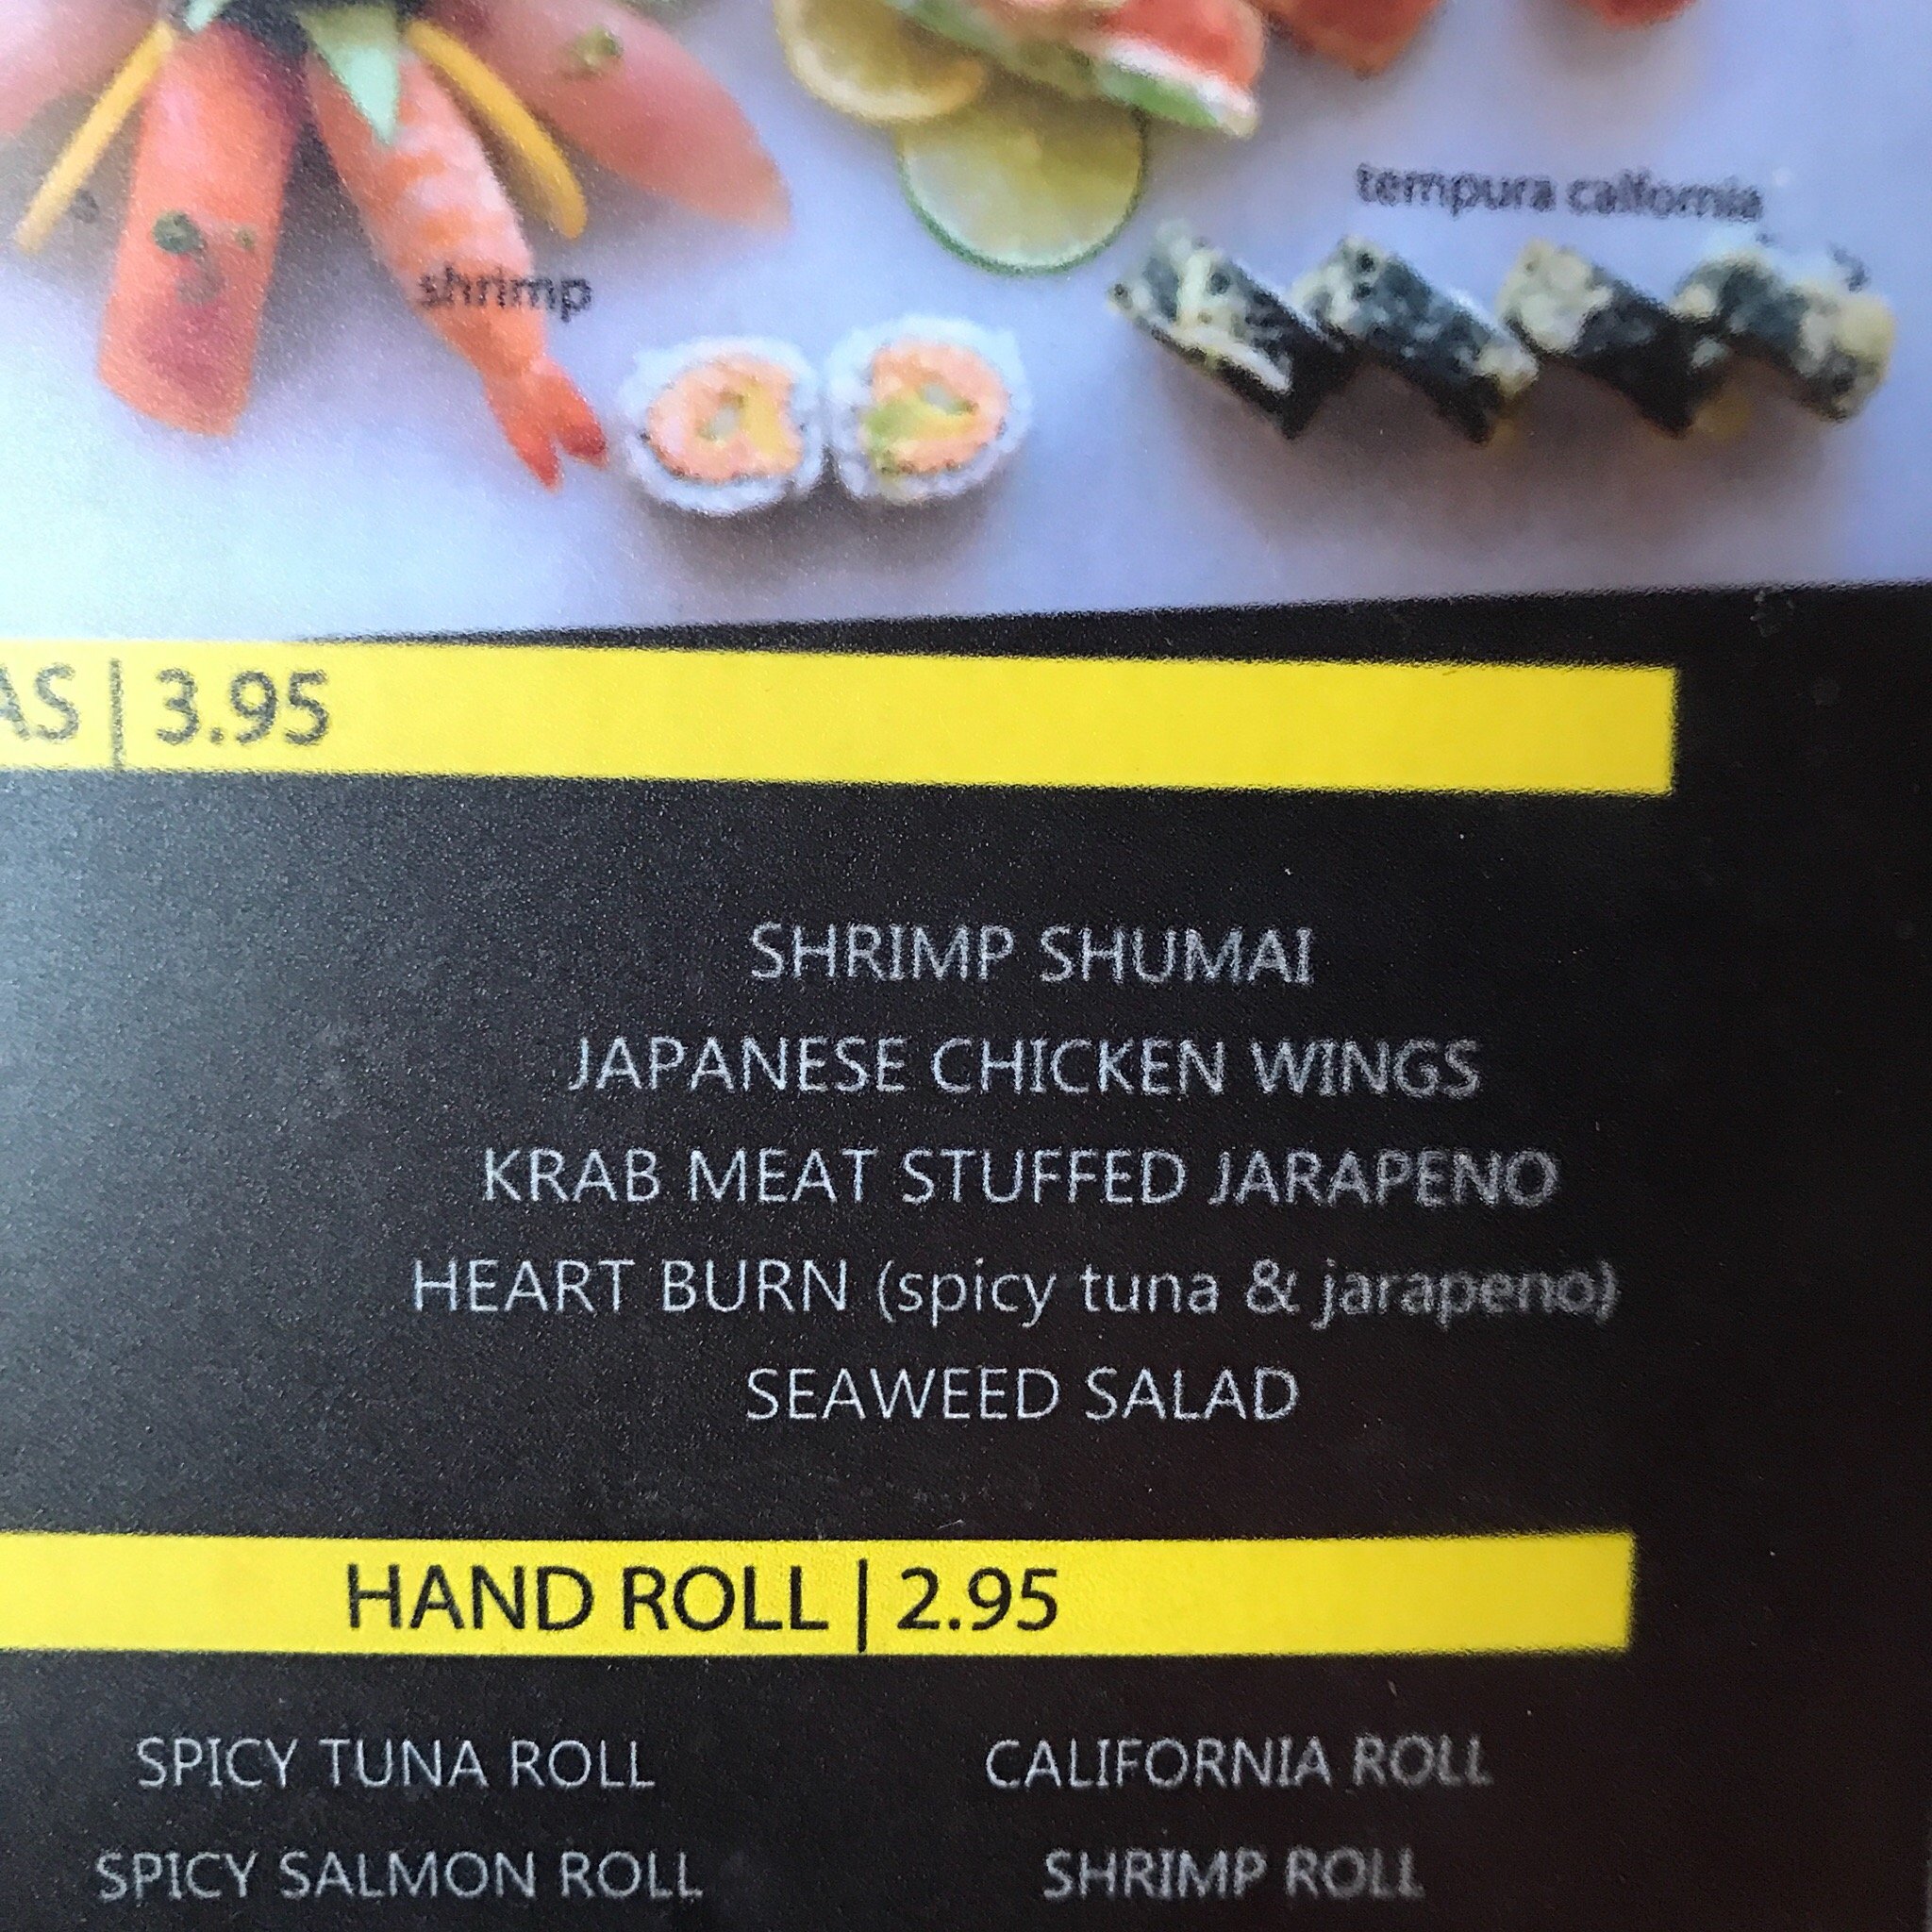 tempura calfornia
shrimp
AS | 3.95
SHRIMP SHUMAI
JAPANESE CHICKEN WINGS
KRAB MEAT STUFFED JARAPENO
HEART BURN (spicy tuna & jarapeno)
SEAWEED SALAD
HAND ROLL | 2.95
SPICY TUNA ROLL CALIFORNIA ROLL
SPICY SALMON ROLL SHRIMP ROLL